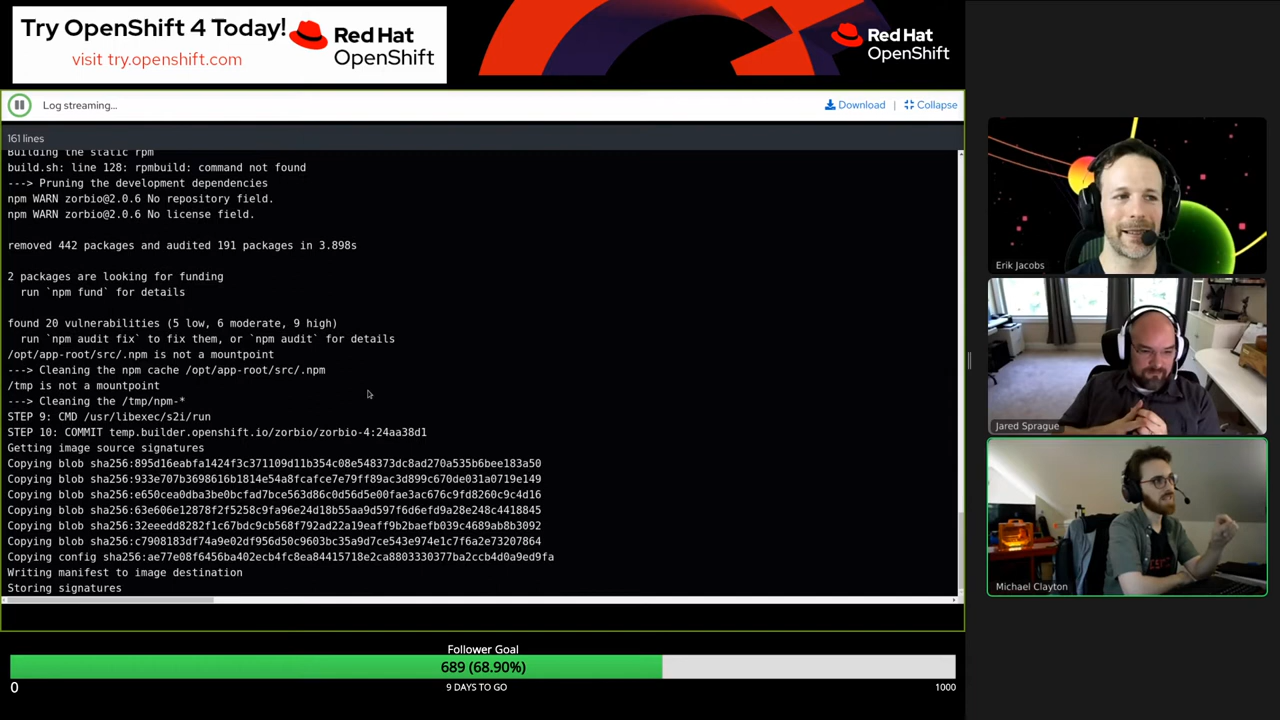 Try OpenShift 4 Today!
visit try.openshift.com
Red Hat
OpenShift
Red Hat
OpenShift
Log streaming...
Download | Collapse
161 lines
Building the static rpm
build.sh: line 128: rpmbuild: command not found
---> Pruning the development dependencies
npm WARN zorbio@2.0.6 No repository field.
npm WARN zorbio@2.0.6 No license field.
removed 442 packages and audited 191 packages in 3.898s
2 packages are looking for funding
run `npm fund` for details
found 20 vulnerabilities (5 low, 6 moderate, 9 high)
run `npm audit fix` to fix them, or `npm audit` for details
/opt/app-root/src/.npm is not a mountpoint
---> Cleaning the npm cache /opt/app-root/src/.npm
/tmp is not a mountpoint
---> Cleaning the /tmp/npm-*
STEP 9: CMD /usr/libexec/s2i/run
STEP 10: COMMIT temp.builder.openshift.io/zorbio/zorbio-4:24aa38d1
Getting image source signatures
Copying blob sha256:895d16eabfa1424f3c371109d11b354c08e548373dc8ad270a535b6bee183a50
Copying blob sha256:933e707b3698616b1814e54a8fcafce7e79ff89ac3d899c670de031a0719e149
Copying blob sha256:e650cea0dba3be0bcfad7bce563d86c0d56d5e00fae3ac676c9fd8260c9c4d16
Copying blob sha256:63e606e12878f2f5258c9fa96e24d18b55aa9d597f6d6efd9a28e248c4418845
Copying blob sha256:32eeedd8282f1c67bdc9cb568f792ad22a19eaff9b2baefb039c4689ab8b3092
Copying blob sha256:c7908183df74a9e02df956d50c9603bc35a9d7ce543e974e1c7f6a2e73207864
Copying config sha256:ae77e08f6456ba402ecb4fc8ea84415718e2ca8803330377ba2ccb4d0a9ed9fa
Writing manifest to image destination
Storing signatures
Follower Goal
689 (68.90%)
0
9 DAYS TO GO
1000
Erik Jacobs
Jared Sprague
Michael Clayton